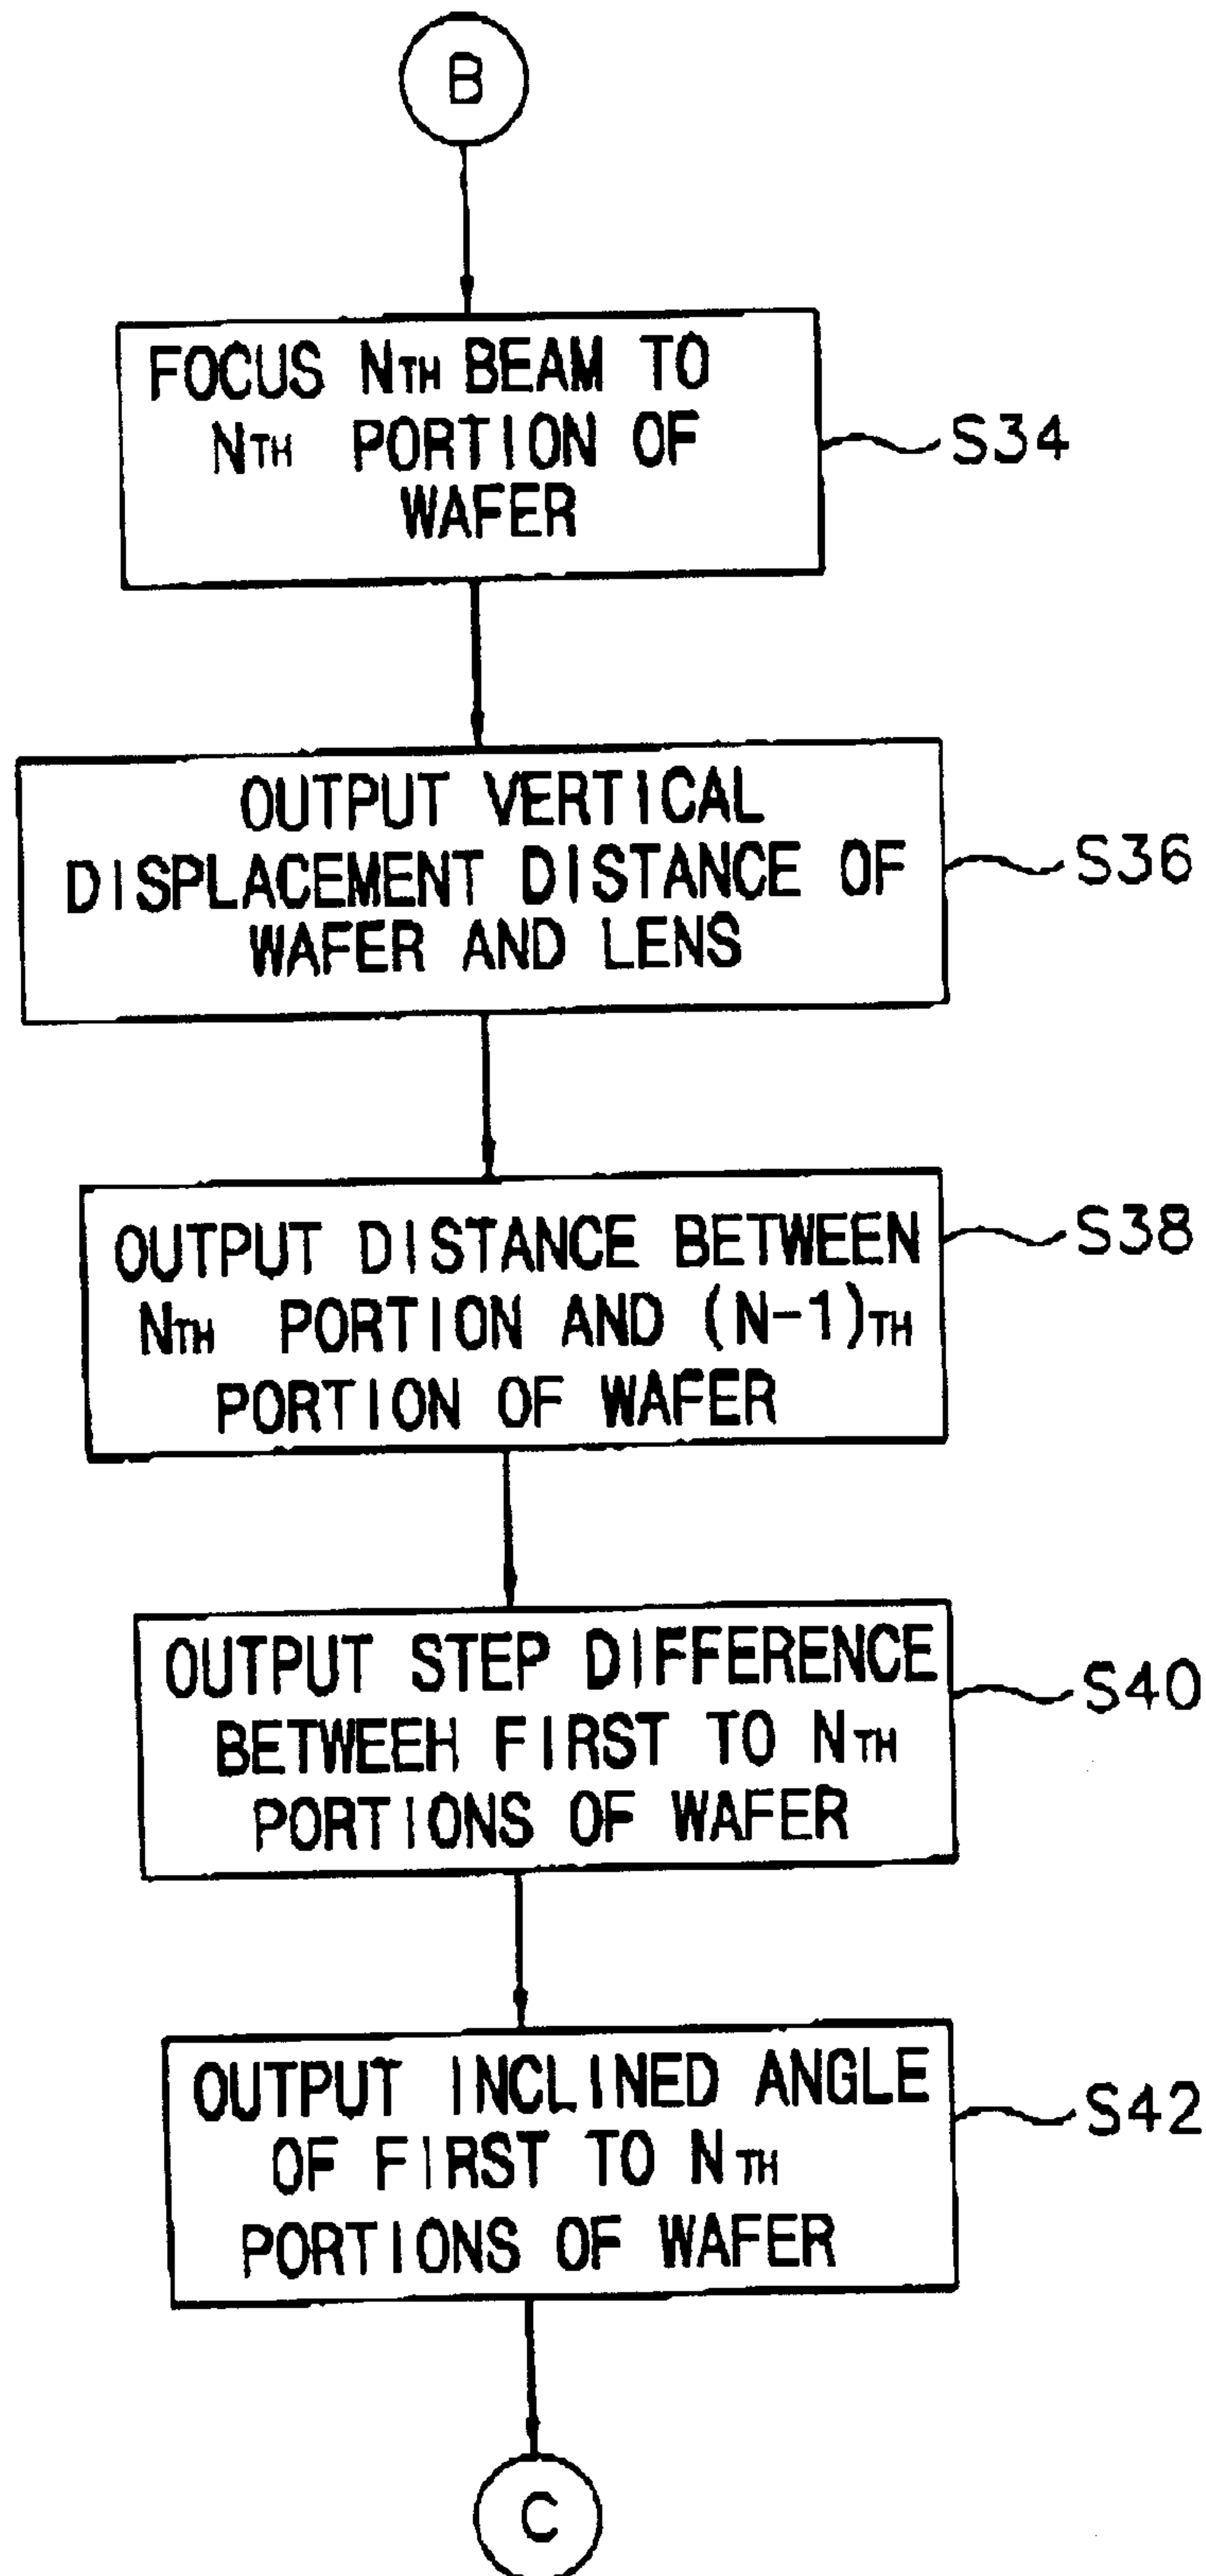 B
FOCUS NTH BEAM TO
NTH PORTION OF
WAFER
S34
OUTPUT VERTICAL
DISPLACEMENT DISTANCE OF
WAFER AND LENS
S36
OUTPUT DISTANCE BETWEEN
NTH PORTION AND (N-1)TH
PORTION OF WAFER
S38
OUTPUT STEP DIFFERENCE
BETWEEH FIRST TO NTH
PORTIONS OF WAFER
S40
OUTPUT INCLINED ANGLE
OF FIRST TO NTH
PORTIONS OF WAFER
S42
C